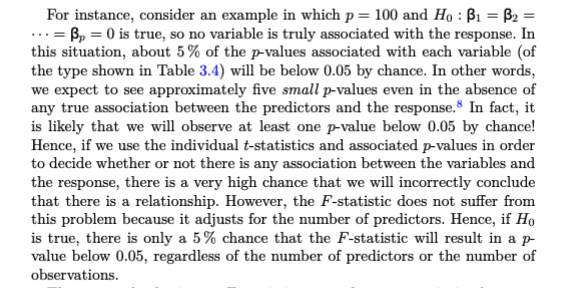 For instance, consider an example in which p = 100 and H₀ : β₁ = β₂ =
··· = βₚ = 0 is true, so no variable is truly associated with the response. In
this situation, about 5 % of the p-values associated with each variable (of
the type shown in Table 3.4) will be below 0.05 by chance. In other words,
we expect to see approximately five small p-values even in the absence of
any true association between the predictors and the response.⁸ In fact, it
is likely that we will observe at least one p-value below 0.05 by chance!
Hence, if we use the individual t-statistics and associated p-values in order
to decide whether or not there is any association between the variables and
the response, there is a very high chance that we will incorrectly conclude
that there is a relationship. However, the F-statistic does not suffer from
this problem because it adjusts for the number of predictors. Hence, if H₀
is true, there is only a 5 % chance that the F-statistic will result in a p-
value below 0.05, regardless of the number of predictors or the number of
observations.